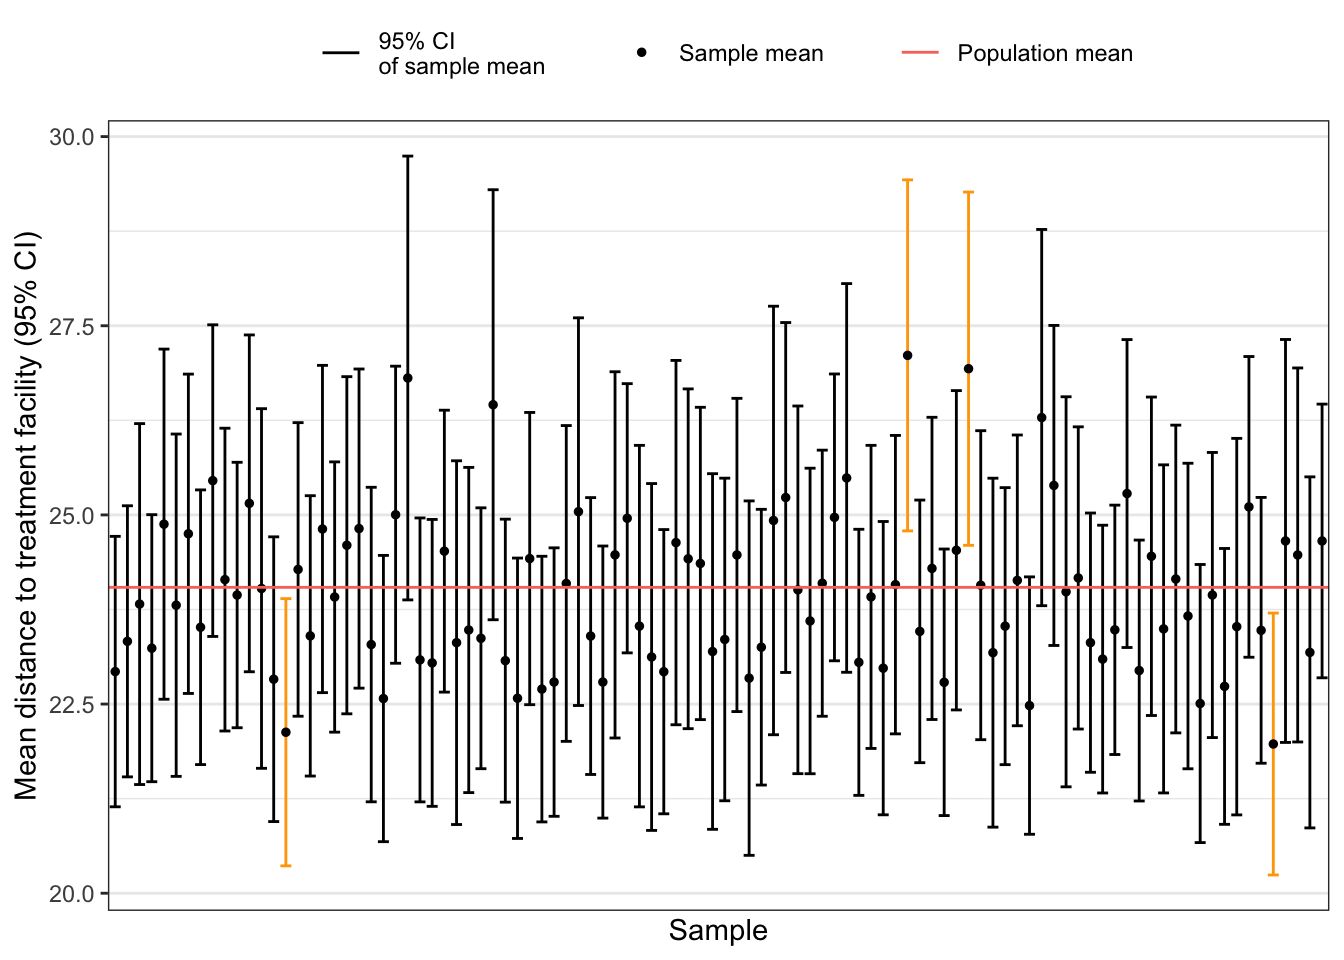 95% CI
of sample mean
Sample mean
Population mean
Mean distance to treatment facility (95% CI)
30.0
27.5
25.0
22.5
20.0
Sample